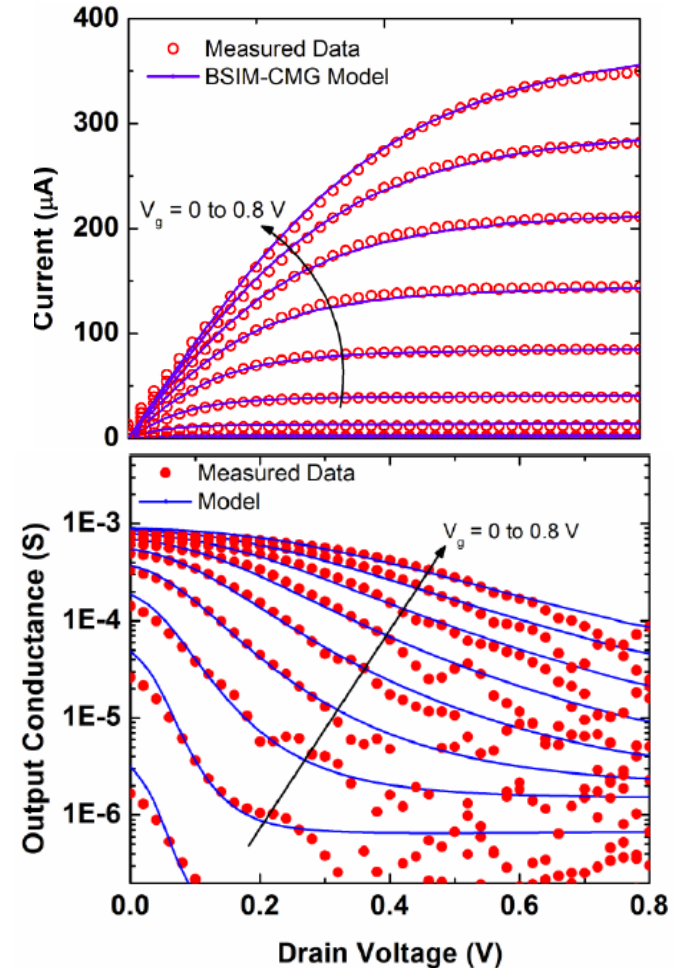 400
Measured Data
BSIM-CMG Model
300
V_g = 0 to 0.8 V
200
100
0
Current (μA)
Measured Data
Model
V_g = 0 to 0.8 V
1E-3
1E-4
1E-5
1E-6
Output Conductance (S)
0.0 0.2 0.4 0.6 0.8
Drain Voltage (V)